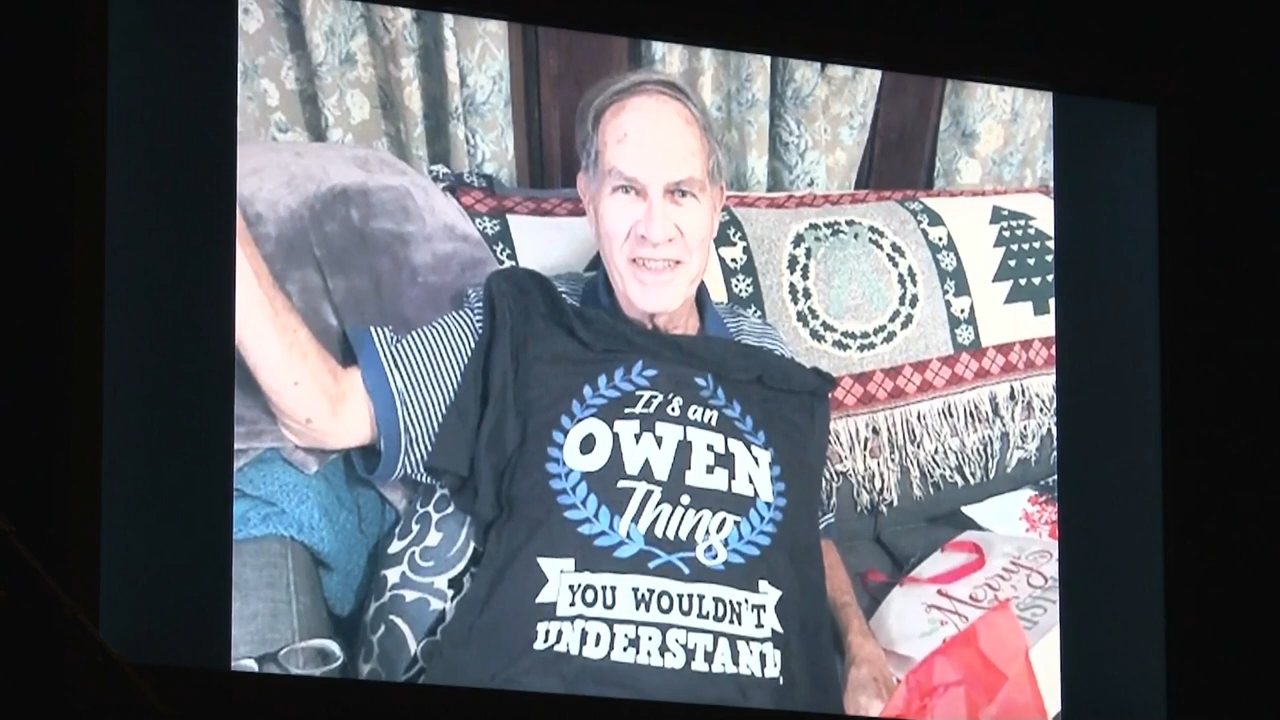 It's an
OWEN
Thing
YOU WOULDN'T
UNDERSTAND
Merry